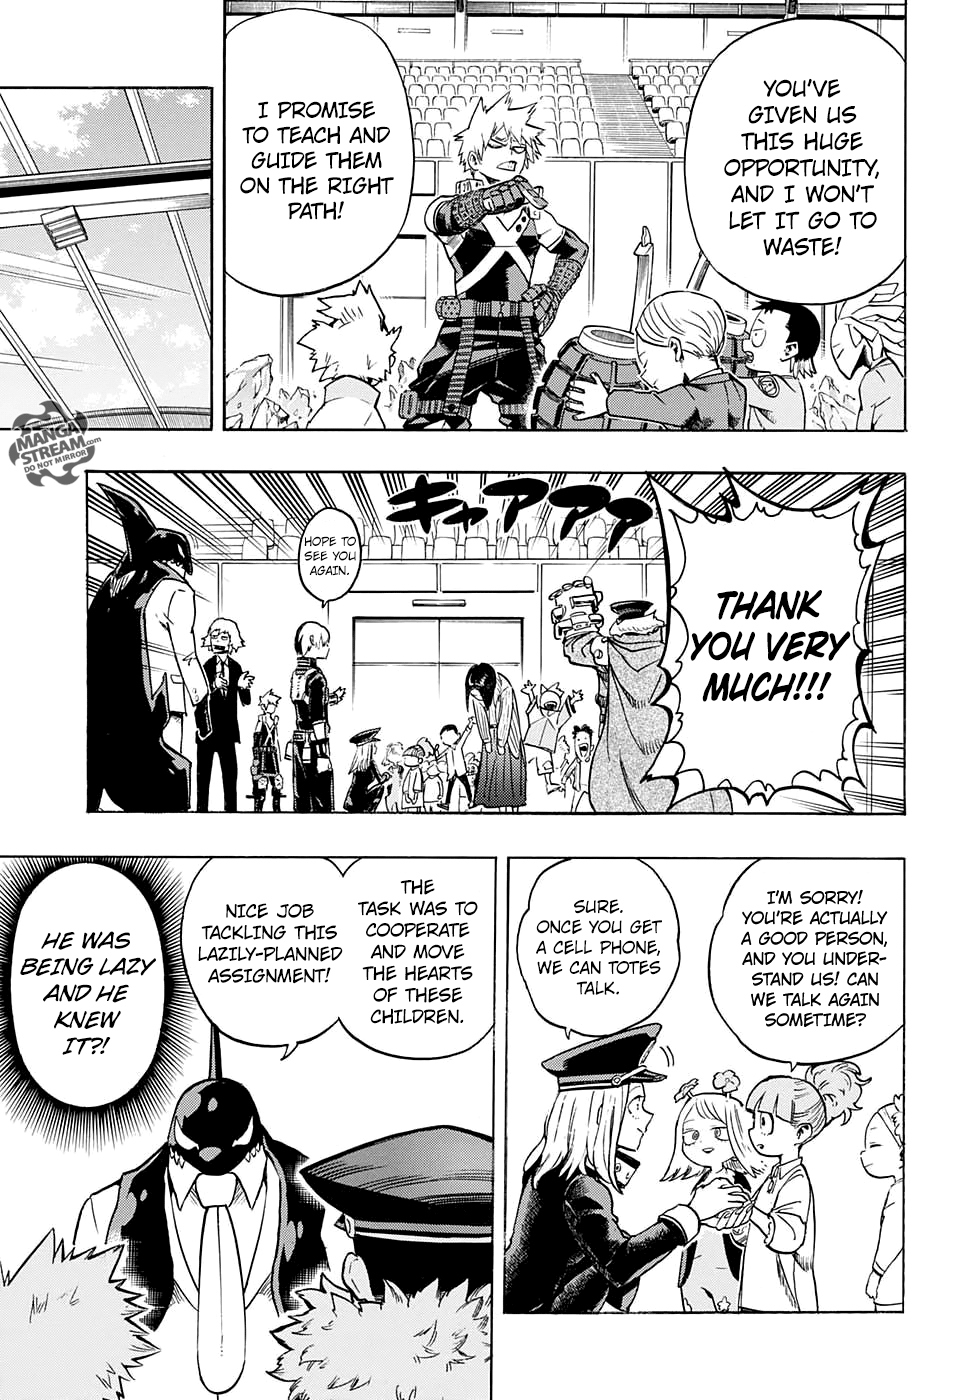 YOU'VE
GIVEN US
THIS HUGE
OPPORTUNITY,
AND I WON'T
LET IT GO TO
WASTE!
I PROMISE
TO TEACH AND
GUIDE THEM
ON THE RIGHT
PATH!
MANGA
STREAM.com
DO NOT MIRROR
THANK
YOU VERY
MUCH!!!
キャアアアア
HOPE TO
SEE YOU
AGAIN.
I'M SORRY!
YOU'RE ACTUALLY
A GOOD PERSON,
AND YOU UNDER-
STAND US! CAN
WE TALK AGAIN
SOMETIME?
SURE.
ONCE YOU GET
A CELL PHONE,
WE CAN TOTES
TALK.
THE
TASK WAS TO
COOPERATE
AND MOVE
THE HEARTS
OF THESE
CHILDREN.
NICE JOB
TACKLING THIS
LAZILY-PLANNED
ASSIGNMENT!
HE WAS
BEING LAZY
AND HE
KNEW
IT?!